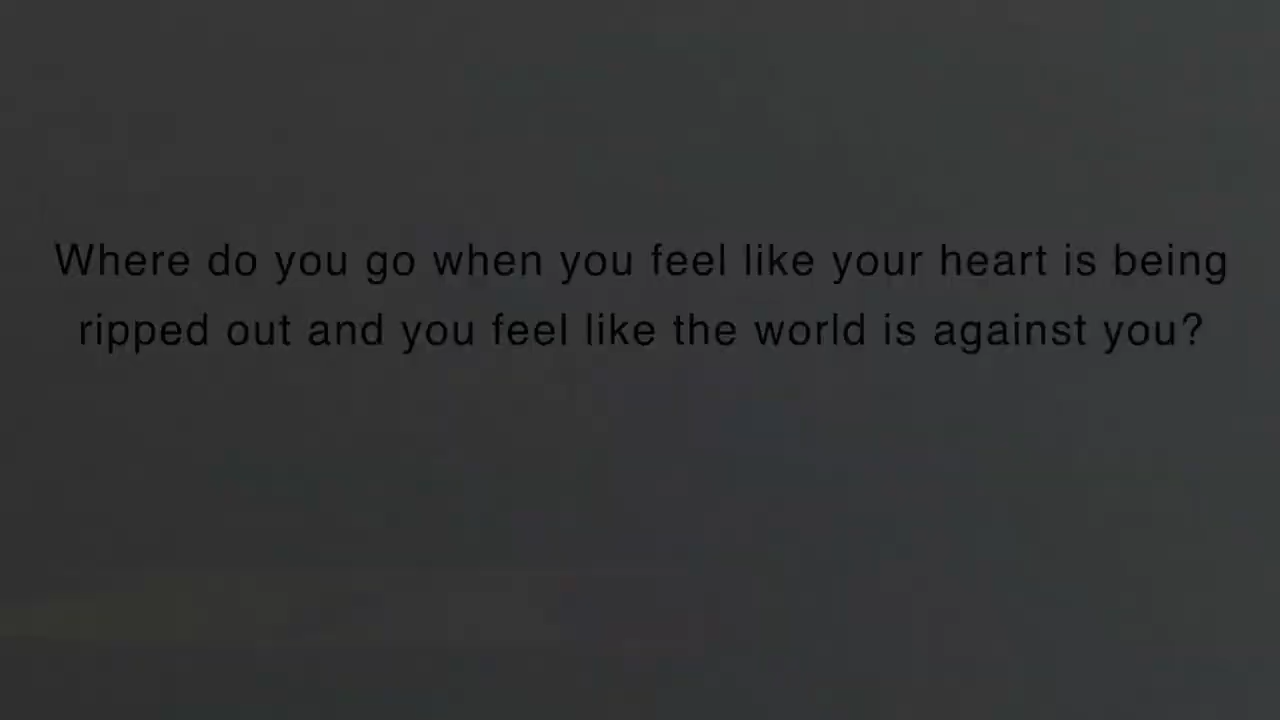 Where do you go when you feel like your heart is being
ripped out and you feel like the world is against you?